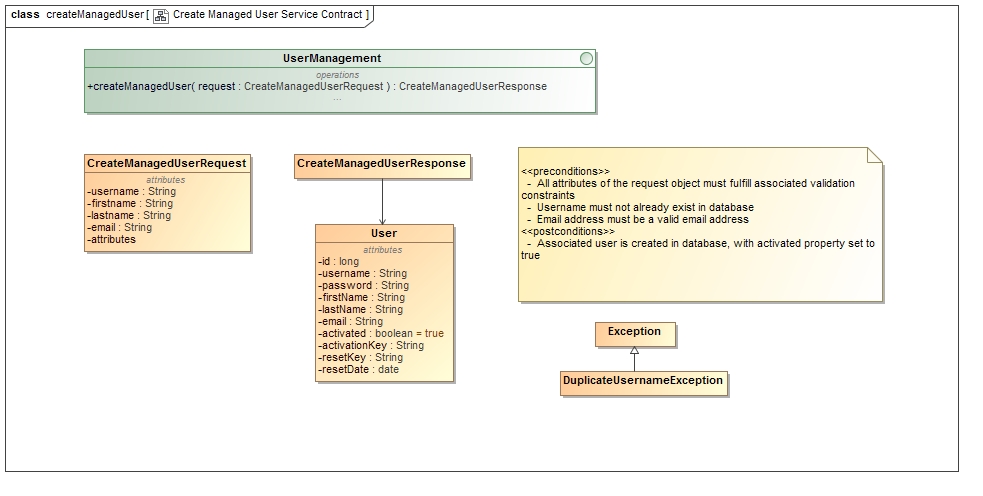 class createManagedUser [ Create Managed User Service Contract ]
UserManagement
operations
+createManagedUser( request : CreateManagedUserRequest ) : CreateManagedUserResponse
...
CreateManagedUserRequest
attributes
-username : String
-firstname : String
-lastname : String
-email : String
-attributes
CreateManagedUserResponse
User
attributes
-id : long
-username : String
-password : String
-firstName : String
-lastName : String
-email : String
-activated : boolean = true
-activationKey : String
-resetKey : String
-resetDate : date
<<preconditions>>
- All attributes of the request object must fulfill associated validation
constraints
- Username must not already exist in database
- Email address must be a valid email address
<<postconditions>>
- Associated user is created in database, with activated property set to
true
Exception
DuplicateUsernameException